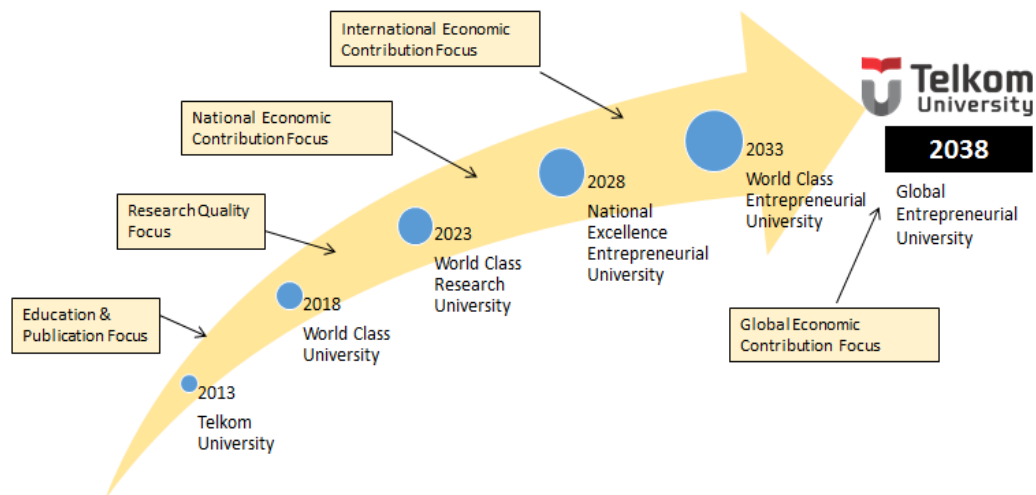 International Economic
Contribution Focus
National Economic
Contribution Focus
Research Quality
Focus
Education &
Publication Focus
2013
Telkom
University
2018
World Class
University
2023
World Class
Research
University
2028
National
Excellence
Entrepreneurial
University
2033
World Class
Entrepreneurial
University
Telkom
University
2038
Global
Entrepreneurial
University
Global Economic
Contribution Focus